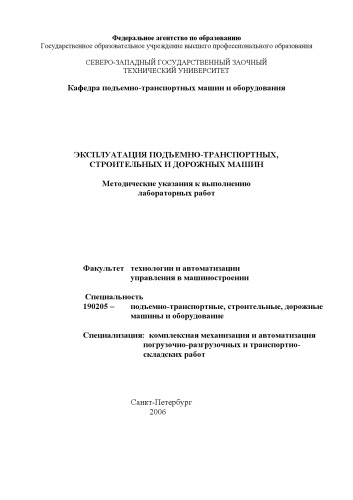 Федеральное агентство по образованию
Государственное образовательное учреждение высшего профессионального образования
СЕВЕРО-ЗАПАДНЫЙ ГОСУДАРСТВЕННЫЙ ЗАОЧНЫЙ
ТЕХНИЧЕСКИЙ УНИВЕРСИТЕТ
Кафедра подъемно-транспортных машин и оборудования
ЭКСПЛУАТАЦИЯ ПОДЪЕМНО-ТРАНСПОРТНЫХ,
СТРОИТЕЛЬНЫХ И ДОРОЖНЫХ МАШИН
Методические указания к выполнению
лабораторных работ
Факультет технологии и автоматизации
управления в машиностроении
Специальность
190205 – подъемно-транспортные, строительные, дорожные
машины и оборудование
Специализация: комплексная механизация и автоматизация
погрузочно-разгрузочных и транспортно-
складских работ
Санкт-Петербург
2006